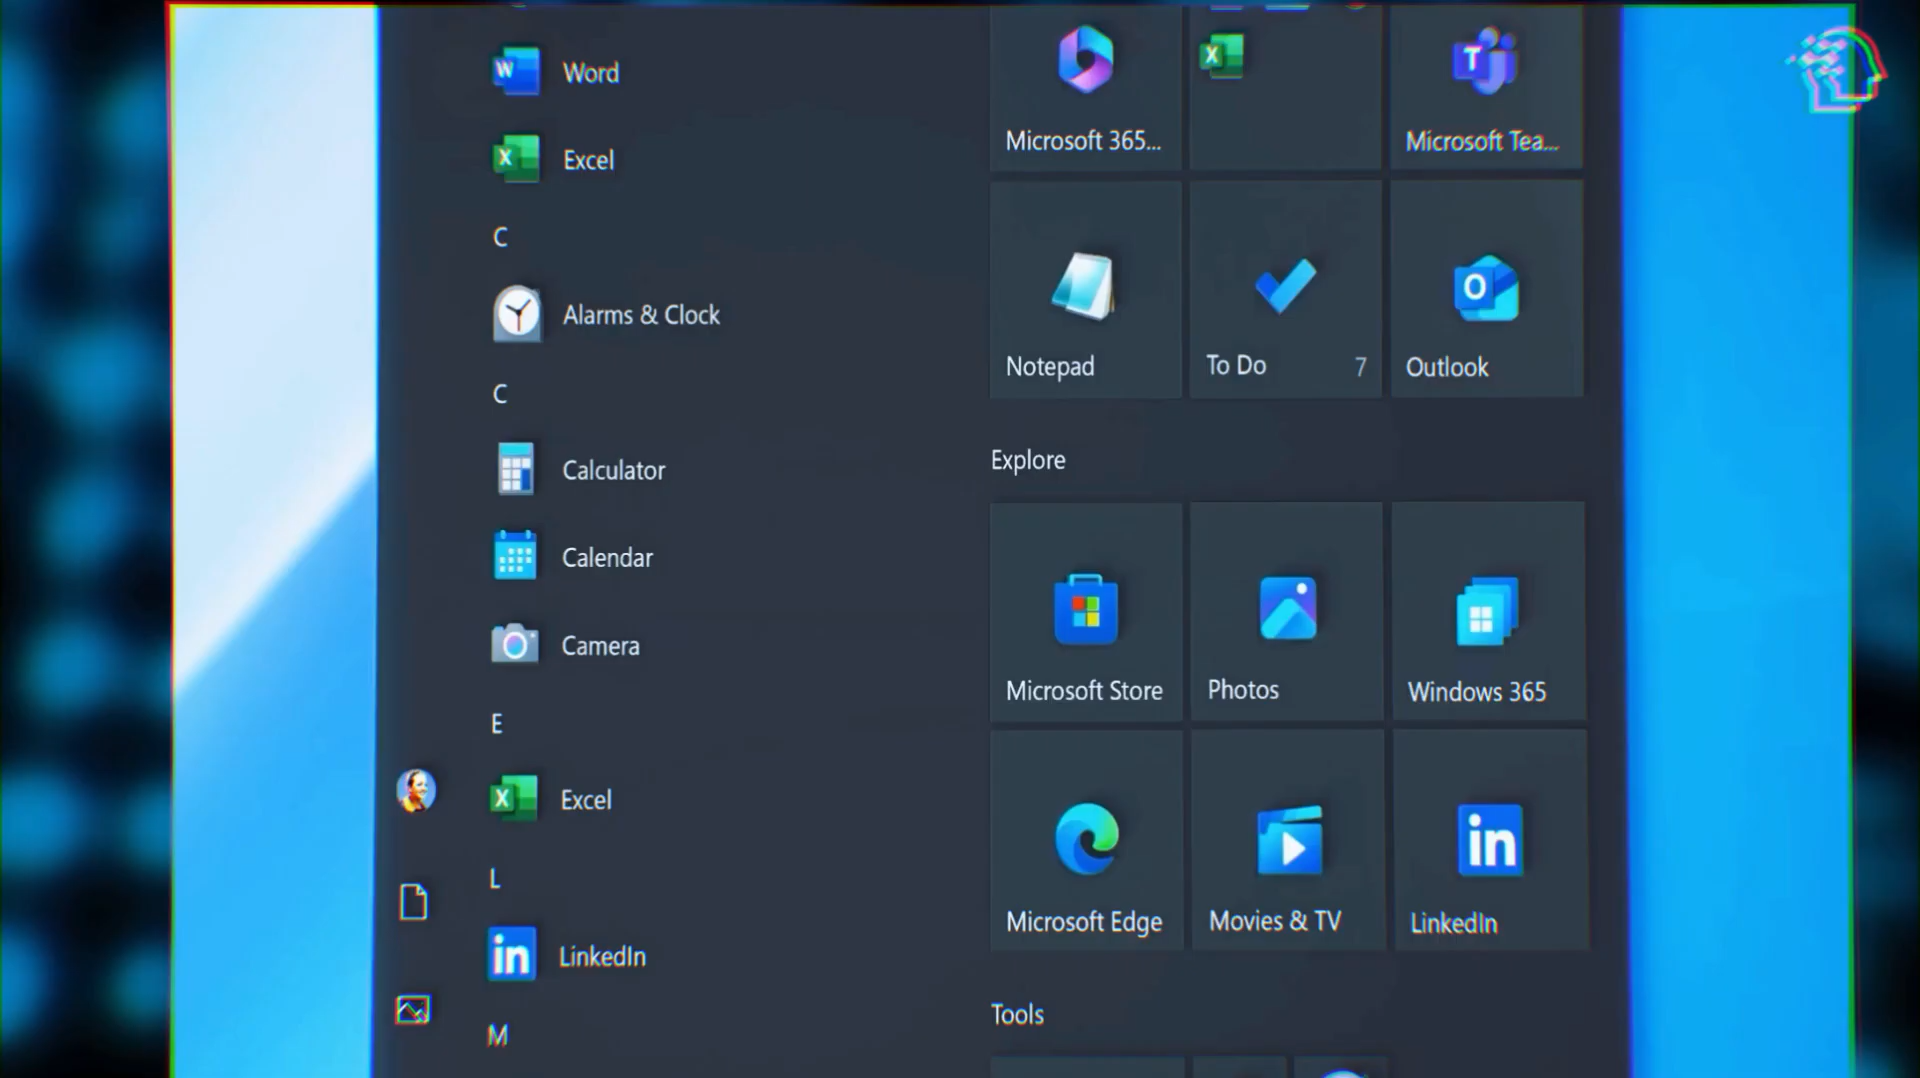 Word
Excel
C
Alarms & Clock
C
Calculator
Calendar
Camera
E
Excel
L
LinkedIn
M
Microsoft 365...
Microsoft Tea...
Notepad
To Do 7
Outlook
Explore
Microsoft Store
Photos
Windows 365
Microsoft Edge
Movies & TV
LinkedIn
Tools